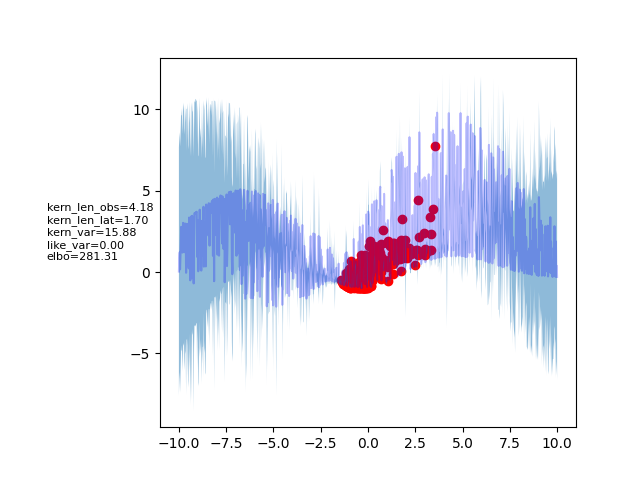 10
5
0
−5
kern_len_obs=4.18
kern_len_lat=1.70
kern_var=15.88
like_var=0.00
elbo=281.31
−10.0 −7.5 −5.0 −2.5 0.0 2.5 5.0 7.5 10.0